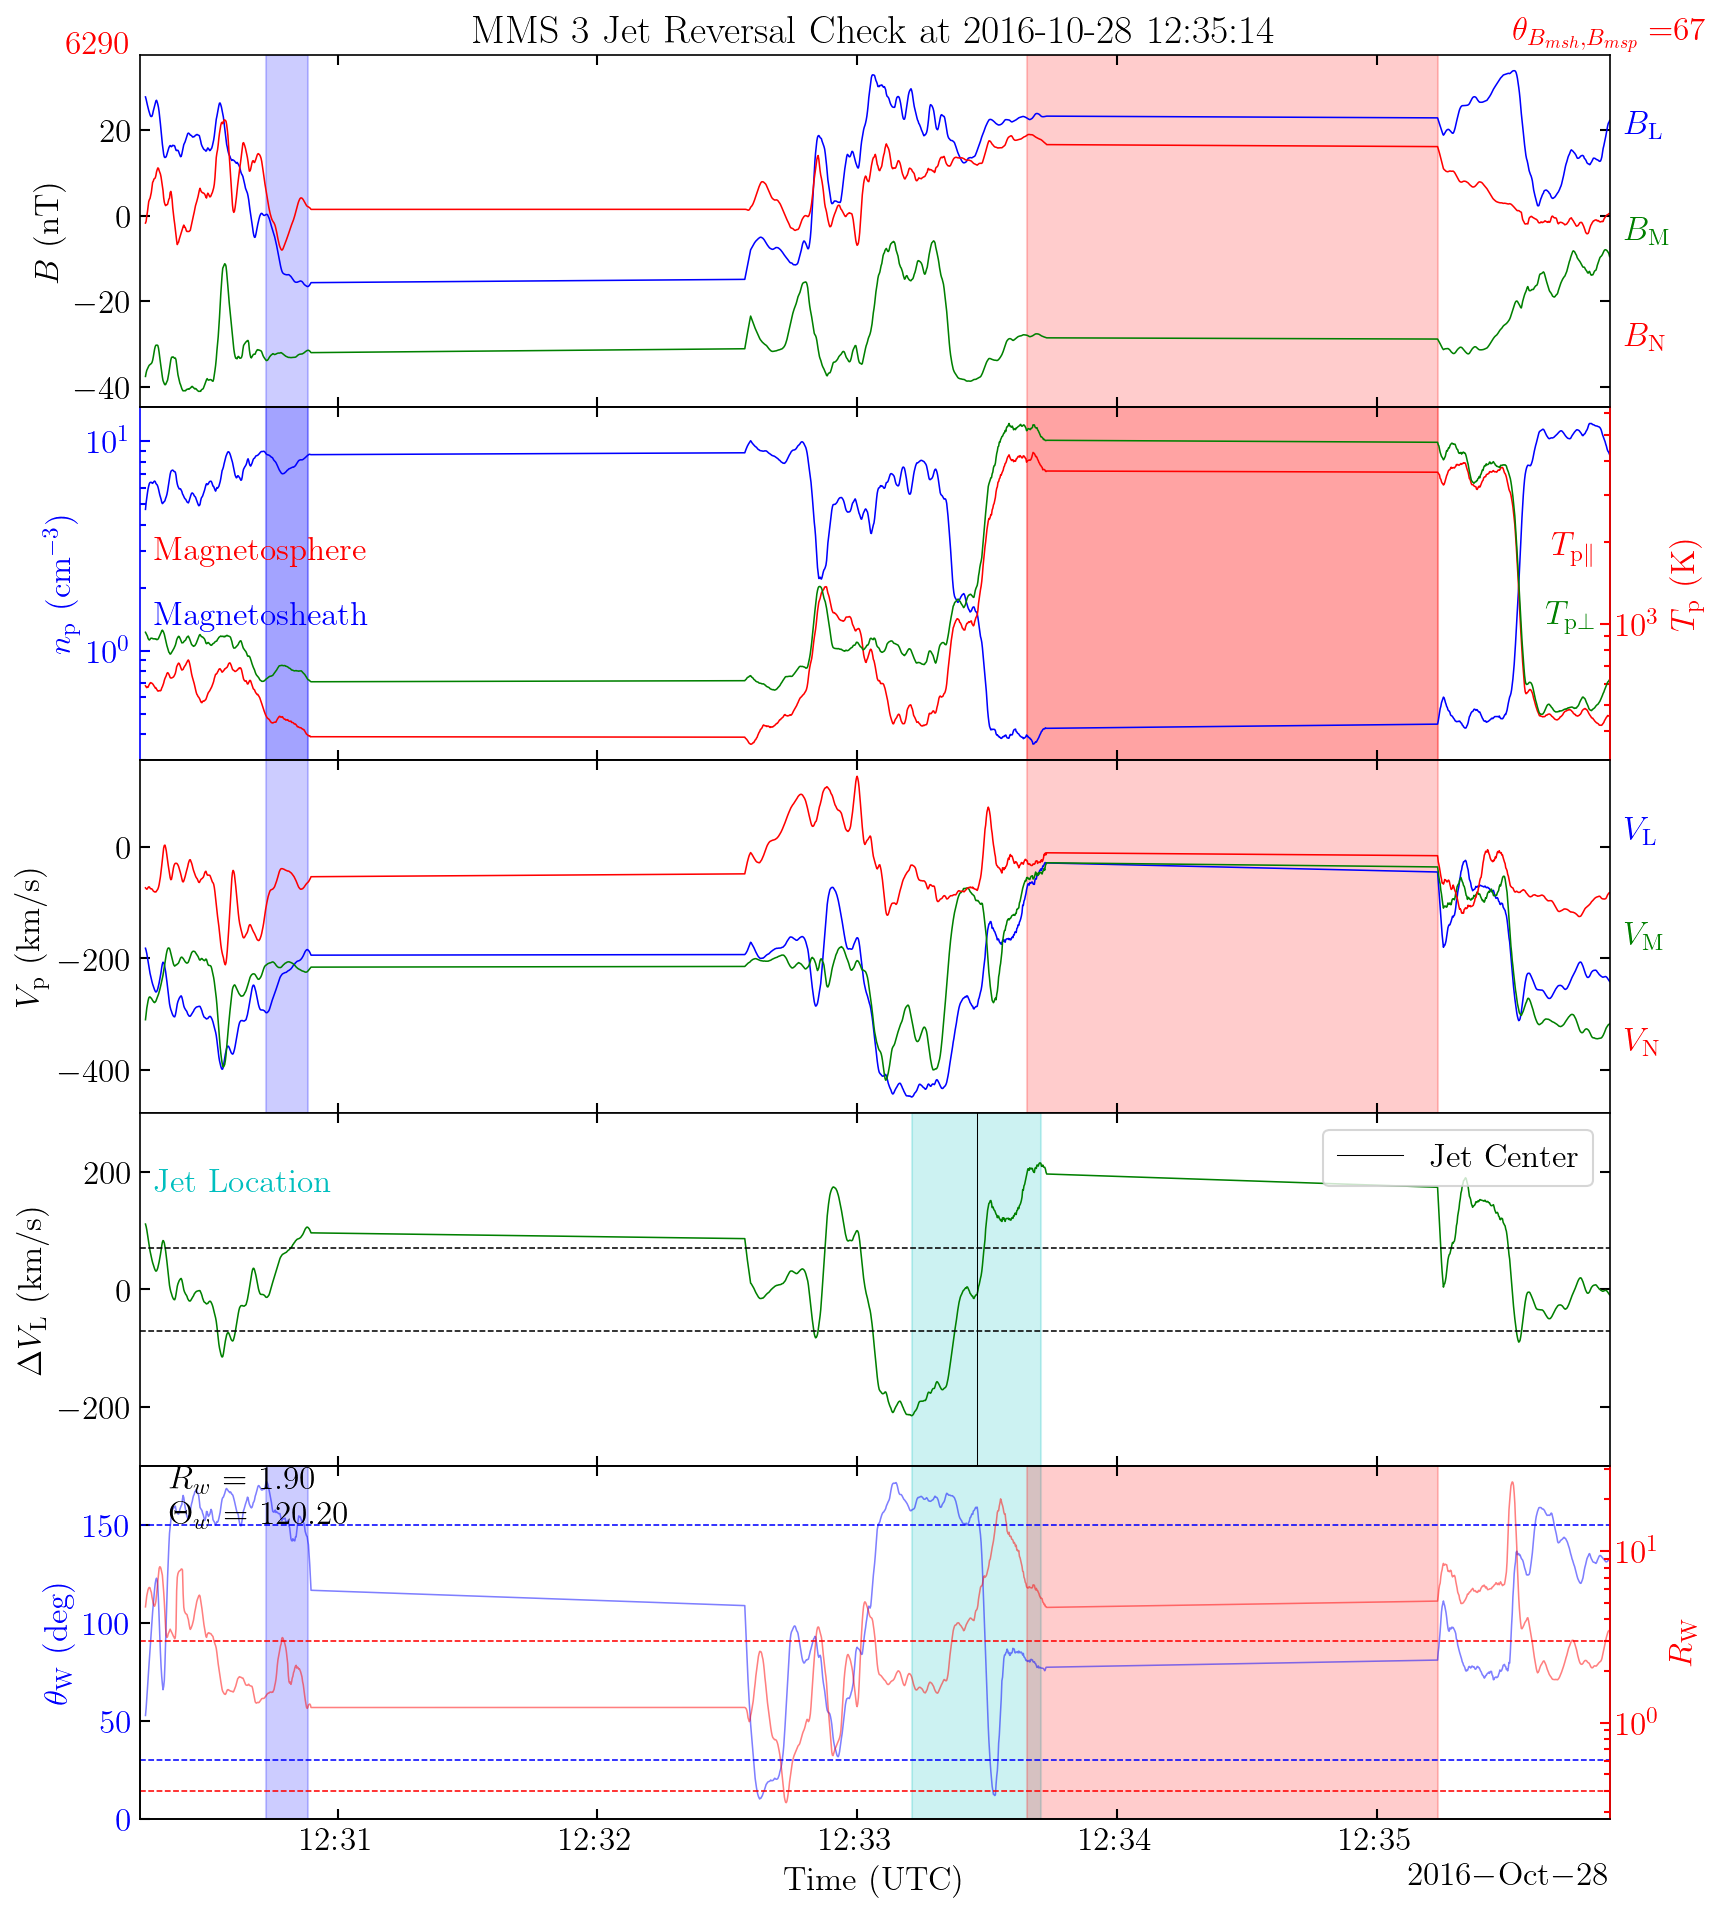 6290
MMS 3 Jet Reversal Check at 2016-10-28 12:35:14
θ_{B_{msh},B_{msp}} =67
B (nT)
20
0
−20
−40
B_L
B_M
B_N
n_p (cm^{−3})
10^1
10^0
Magnetosphere
Magnetosheath
T_{p∥}
T_{p⊥}
10^3
T_p (K)
V_p (km/s)
0
−200
−400
V_L
V_M
V_N
ΔV_L (km/s)
200
0
−200
Jet Location
Jet Center
θ_W (deg)
150
100
50
0
R_w = 1.90
Θ_w = 120.20
10^1
10^0
R_W
12:31 12:32 12:33 12:34 12:35
Time (UTC)
2016−Oct−28